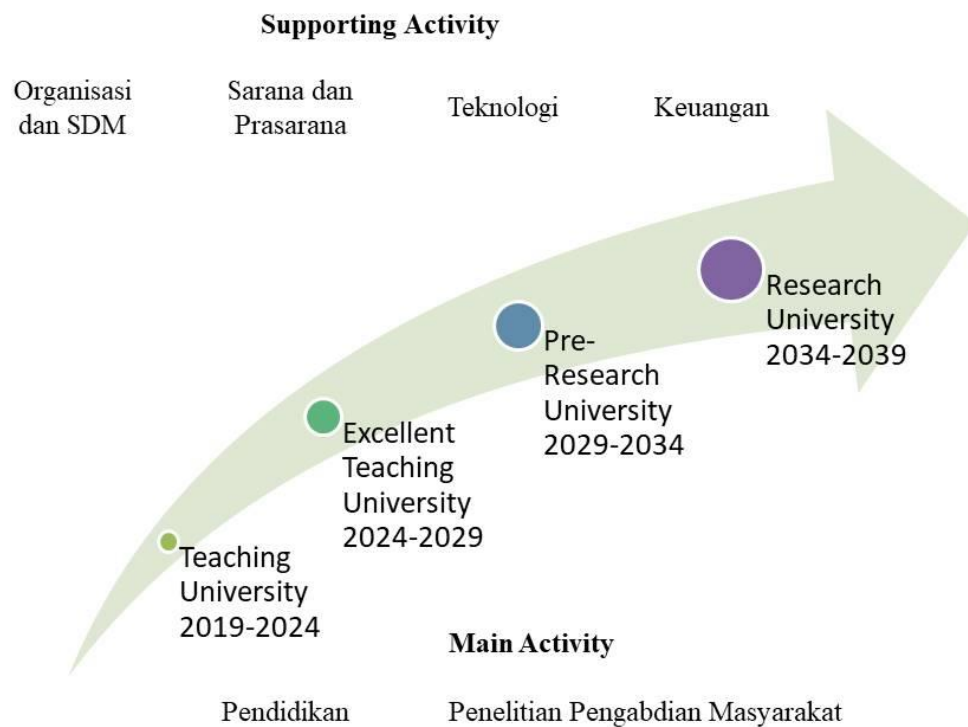 Supporting Activity
Organisasi
dan SDM
Sarana dan
Prasarana
Teknologi
Keuangan
Research
University
2034-2039
Pre-
Research
University
2029-2034
Excellent
Teaching
University
2024-2029
Teaching
University
2019-2024
Main Activity
Pendidikan
Penelitian Pengabdian Masyarakat